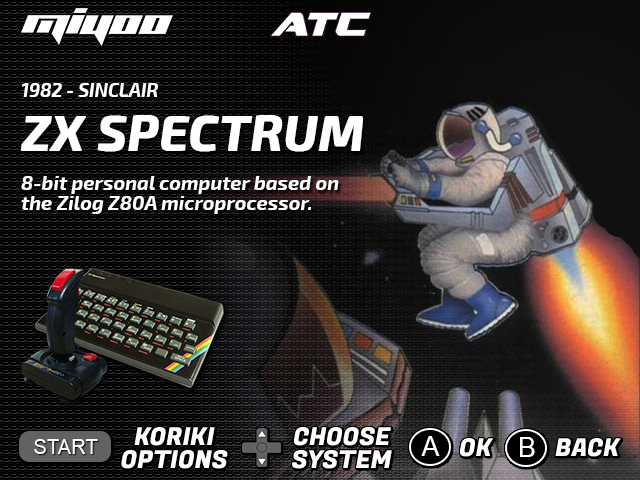 miyoo
ATC
1982 - SINCLAIR
ZX SPECTRUM
8-bit personal computer based on
the Zilog Z80A microprocessor.
START
KORIKI
OPTIONS
CHOOSE
SYSTEM
A
OK
B
BACK